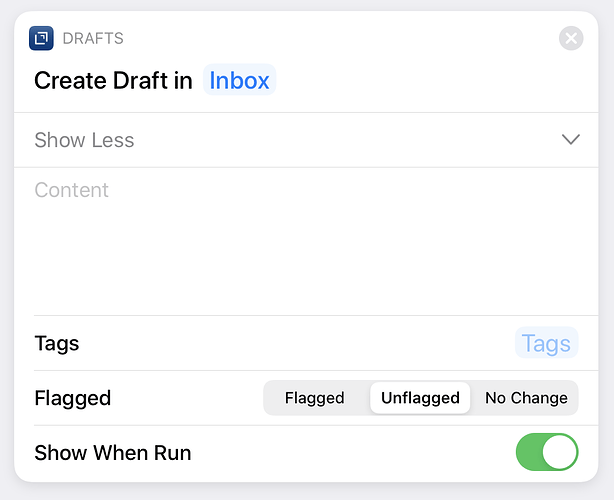 DRAFTS
Create Draft in Inbox
Show Less
Content
Tags Tags
Flagged Flagged Unflagged No Change
Show When Run